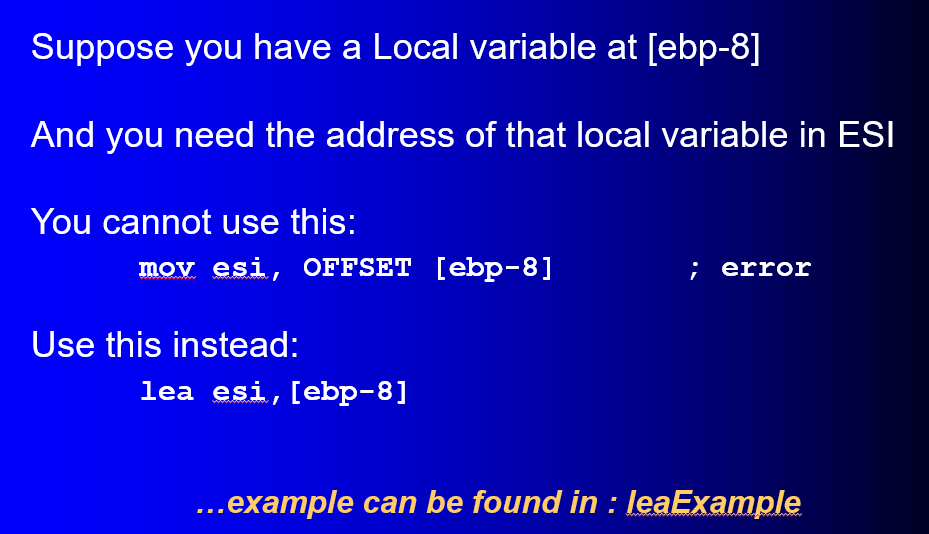 Suppose you have a Local variable at [ebp-8]
And you need the address of that local variable in ESI
You cannot use this:
mov esi, OFFSET [ebp-8] ; error
Use this instead:
lea esi,[ebp-8]
...example can be found in : leaExample